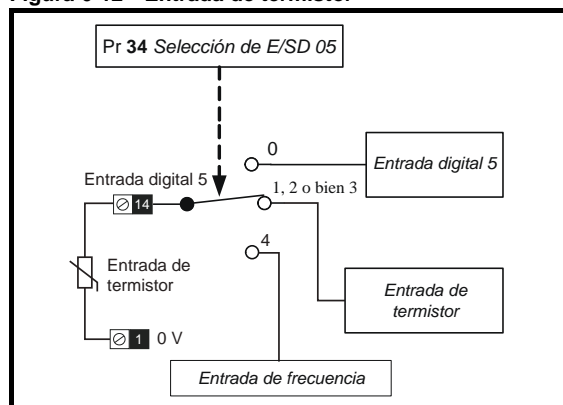 Figura 6-12 Entrada de termistor
Pr 34 Selección de E/SD 05
0
Entrada digital 5
Entrada digital 5
1, 2 o bien 3
14
4
Entrada de
termistor
Entrada de
termistor
1 0 V
Entrada de frecuencia